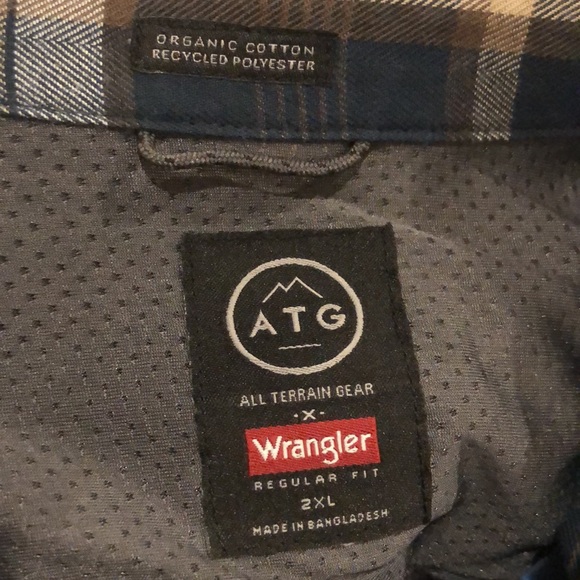 ORGANIC COTTON
RECYCLED POLYESTER
ATG
ALL TERRAIN GEAR
-X-
Wrangler
REGULAR FIT
2XL
MADE IN BANGLADESH